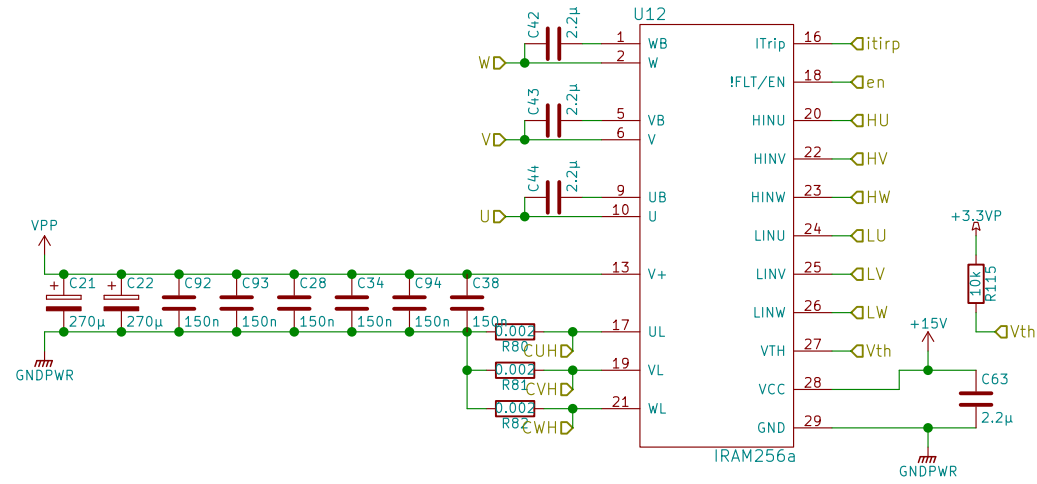 U12
C42
2.2µ
1
WB
ITrip
16
itirp
W
2
W
!FLT/EN
18
en
C43
2.2µ
5
VB
HINU
20
HU
V
6
V
HINV
22
HV
C44
2.2µ
9
UB
HINW
23
HW
U
10
U
LINU
24
LU
+3.3VP
VPP
13
V+
LINV
25
LV
10k
R115
+
C21
+
C22
C92
C93
C28
C34
C94
C38
270µ
270µ
150n
150n
150n
150n
150n
150n
LINW
26
LW
+15V
Vth
0.002
R80
CUH
17
UL
VTH
27
Vth
GNDPWR
0.002
R81
CVH
19
VL
VCC
28
C63
2.2µ
0.002
R82
CWH
21
WL
GND
29
IRAM256a
GNDPWR